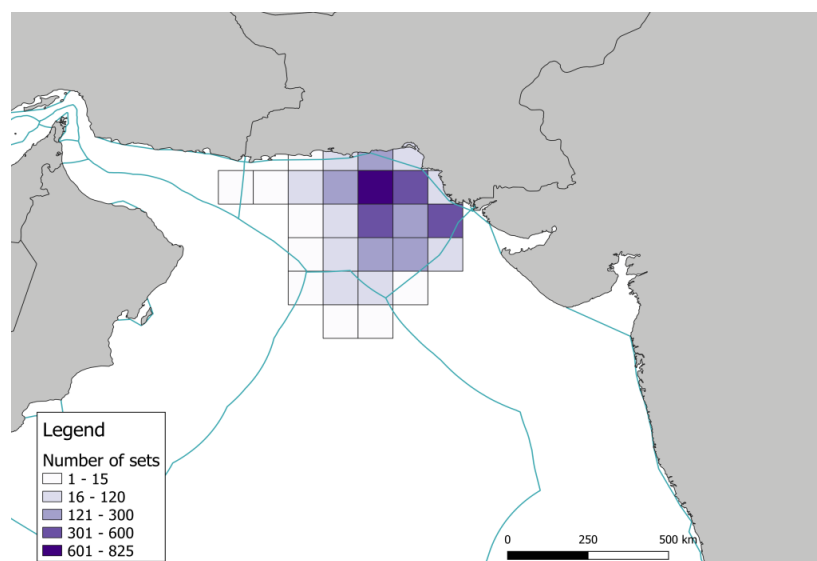 Legend
Number of sets
1 - 15
16 - 120
121 - 300
301 - 600
601 - 825
0 250 500 km